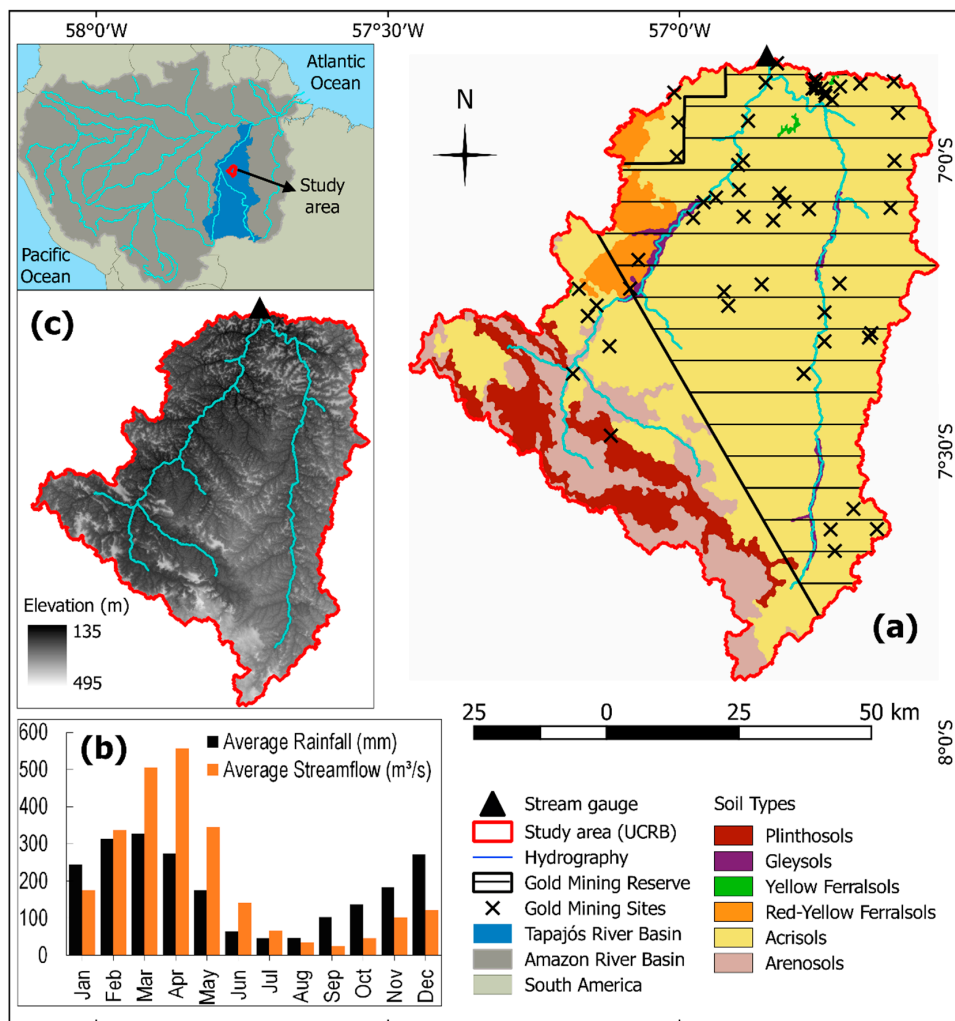 58°0'W
57°30'W
57°0'W
Atlantic
Ocean
Study
area
Pacific
Ocean
N
7°0'S
(c)
7°30'S
Elevation (m)
135
495
(a)
25 0 25 50 km
8°0'S
(b)
600
500
400
300
200
100
0
Average Rainfall (mm)
Average Streamflow (m³/s)
Jan
Feb
Mar
Apr
May
Jun
Jul
Aug
Sep
Oct
Nov
Dec
Stream gauge
Study area (UCRB)
Hydrography
Gold Mining Reserve
Gold Mining Sites
Tapajós River Basin
Amazon River Basin
South America
Soil Types
Plinthosols
Gleysols
Yellow Ferralsols
Red-Yellow Ferralsols
Acrisols
Arenosols